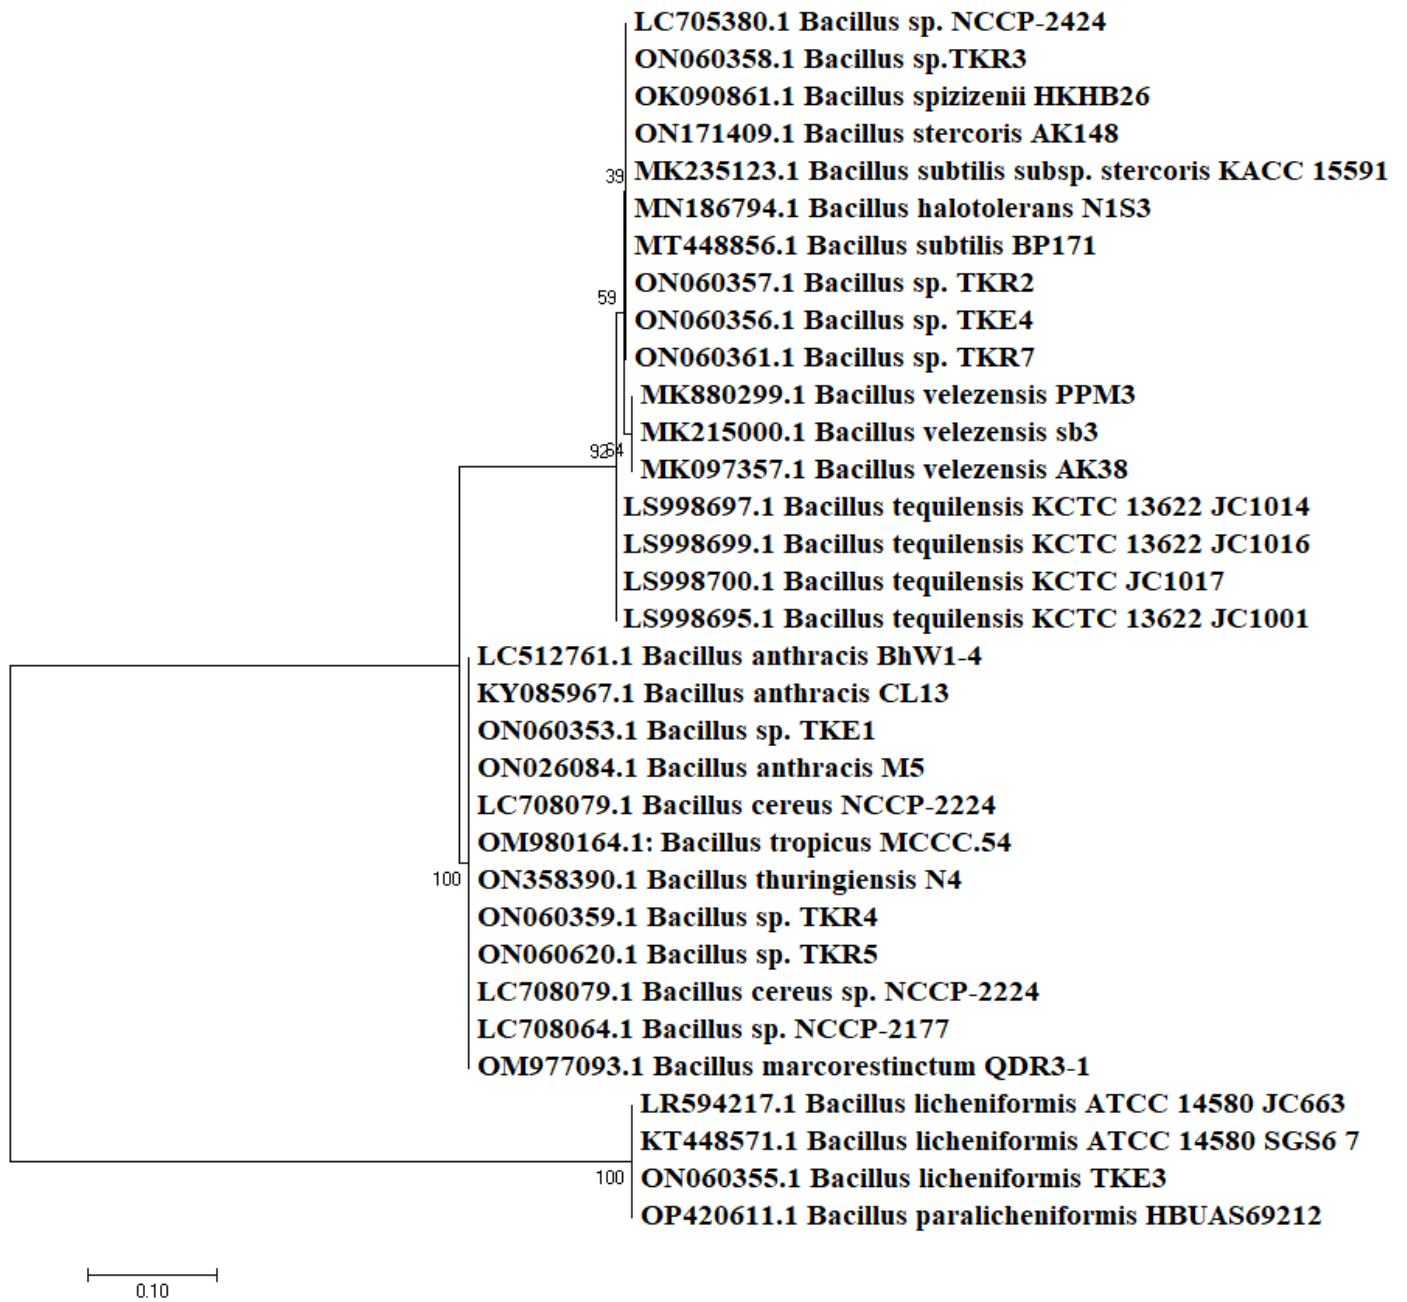 LC705380.1 Bacillus sp. NCCP-2424
ON060358.1 Bacillus sp.TKR3
OK090861.1 Bacillus spizizenii HKHB26
ON171409.1 Bacillus stercoris AK148
39 MK235123.1 Bacillus subtilis subsp. stercoris KACC 15591
MN186794.1 Bacillus halotolerans N1S3
MT448856.1 Bacillus subtilis BP171
ON060357.1 Bacillus sp. TKR2
59
ON060356.1 Bacillus sp. TKE4
ON060361.1 Bacillus sp. TKR7
MK880299.1 Bacillus velezensis PPM3
MK215000.1 Bacillus velezensis sb3
92 64
MK097357.1 Bacillus velezensis AK38
LS998697.1 Bacillus tequilensis KCTC 13622 JC1014
LS998699.1 Bacillus tequilensis KCTC 13622 JC1016
LS998700.1 Bacillus tequilensis KCTC JC1017
LS998695.1 Bacillus tequilensis KCTC 13622 JC1001
LC512761.1 Bacillus anthracis BhW1-4
KY085967.1 Bacillus anthracis CL13
ON060353.1 Bacillus sp. TKE1
ON026084.1 Bacillus anthracis M5
LC708079.1 Bacillus cereus NCCP-2224
OM980164.1: Bacillus tropicus MCCC.54
100 ON358390.1 Bacillus thuringiensis N4
ON060359.1 Bacillus sp. TKR4
ON060620.1 Bacillus sp. TKR5
LC708079.1 Bacillus cereus sp. NCCP-2224
LC708064.1 Bacillus sp. NCCP-2177
OM977093.1 Bacillus marcorestinctum QDR3-1
LR594217.1 Bacillus licheniformis ATCC 14580 JC663
KT448571.1 Bacillus licheniformis ATCC 14580 SGS6 7
100 ON060355.1 Bacillus licheniformis TKE3
OP420611.1 Bacillus paralicheniformis HBUAS69212
0.10